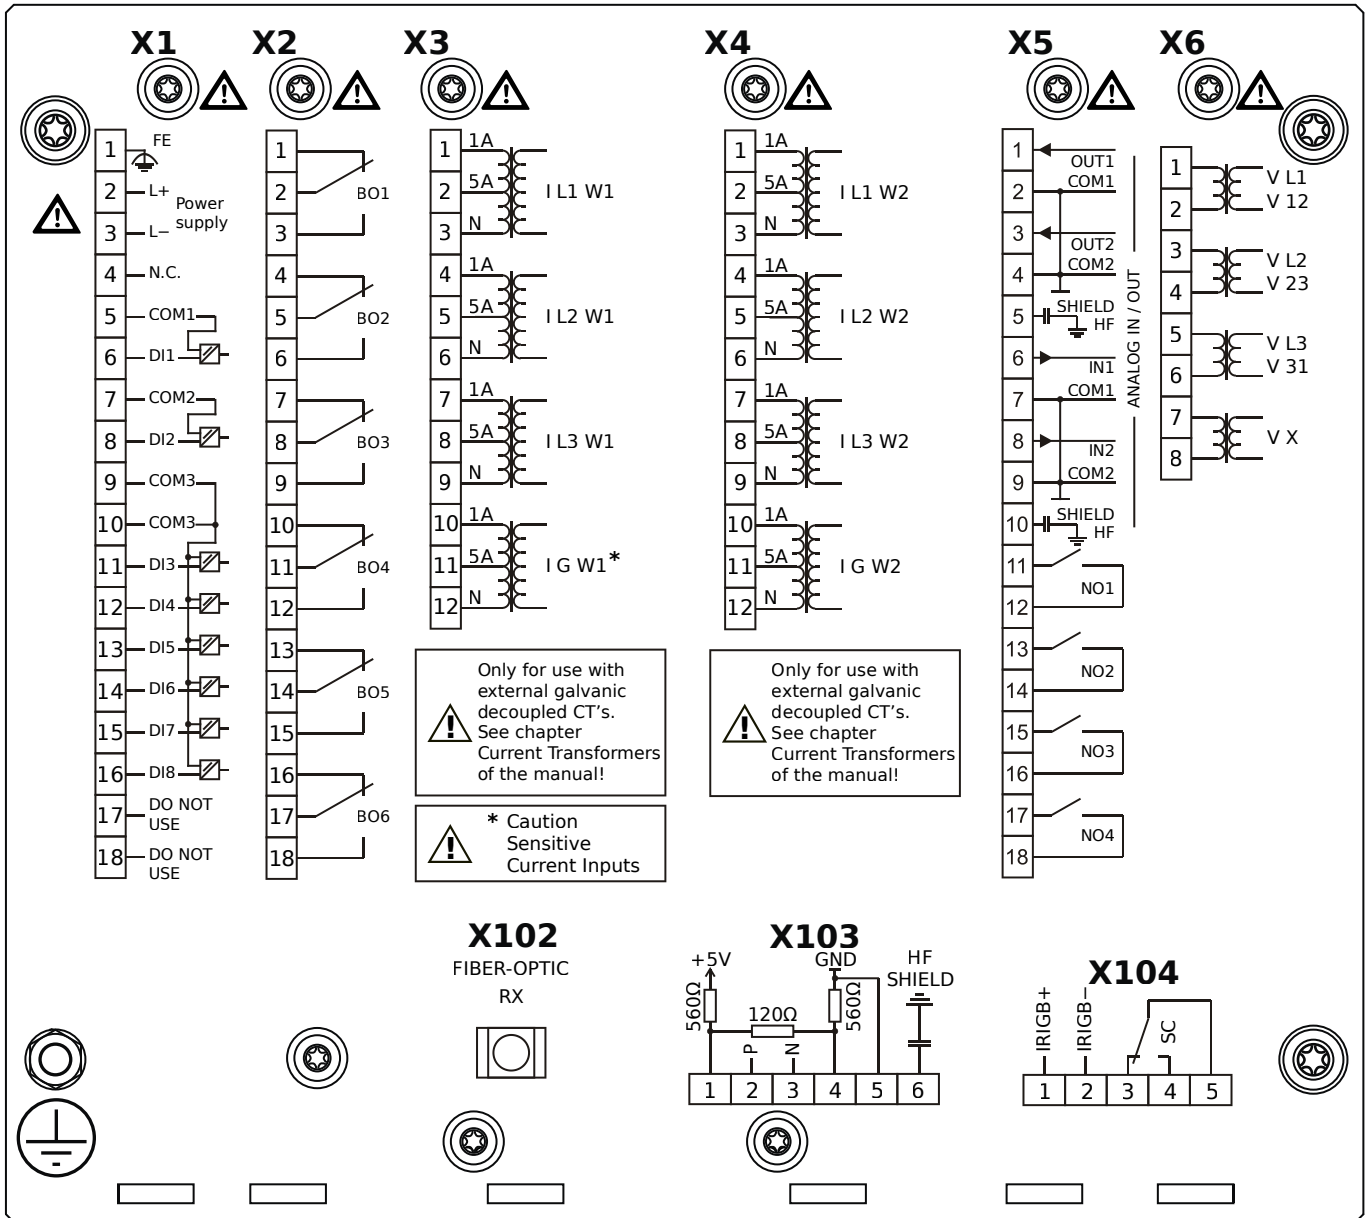 X1 X2 X3 X4 X5 X6
1 FE
2 L+
Power
supply
3 L−
4 N.C.
5 COM1
6 DI1
7 COM2
8 DI2
9 COM3
10 COM3
11 DI3
12 DI4
13 DI5
14 DI6
15 DI7
16 DI8
17 DO NOT
USE
18 DO NOT
USE
1
2 BO1
3
4
5 BO2
6
7
8 BO3
9
10
11 BO4
12
13
14 BO5
15
16
17 BO6
18
1 1A
2 5A I L1 W1
3 N
4 1A
5 5A I L2 W1
6 N
7 1A
8 5A I L3 W1
9 N
10 1A
11 5A I G W1*
12 N
Only for use with
external galvanic
decoupled CT's.
See chapter
Current Transformers
of the manual!
* Caution
Sensitive
Current Inputs
1 1A
2 5A I L1 W2
3 N
4 1A
5 5A I L2 W2
6 N
7 1A
8 5A I L3 W2
9 N
10 1A
11 5A I G W2
12 N
Only for use with
external galvanic
decoupled CT's.
See chapter
Current Transformers
of the manual!
1 OUT1
2 COM1
3 OUT2
4 COM2
5 SHIELD
HF
6 IN1
7 COM1
8 IN2
9 COM2
10 SHIELD
HF
ANALOG IN / OUT
11
NO1
12
13
NO2
14
15
NO3
16
17
NO4
18
1 V L1
2 V 12
3 V L2
4 V 23
5 V L3
6 V 31
7 V X
8
X102
FIBER-OPTIC
RX
X103
+5V GND HF
SHIELD
560Ω 120Ω 560Ω
P N
1 2 3 4 5 6
X104
IRIGB+ IRIGB− SC
1 2 3 4 5